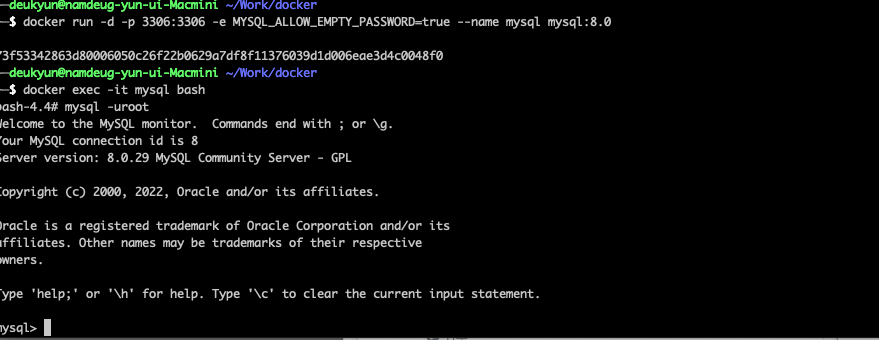 deukyun@namdeug-yun-ui-Macmini ~/Work/docker
$ docker run -d -p 3306:3306 -e MYSQL_ALLOW_EMPTY_PASSWORD=true --name mysql mysql:8.0
73f53342863d80006050c26f22b0629a7df8f11376039d1d006eae3d4c0048f0
deukyun@namdeug-yun-ui-Macmini ~/Work/docker
$ docker exec -it mysql bash
bash-4.4# mysql -uroot
Welcome to the MySQL monitor.  Commands end with ; or \g.
Your MySQL connection id is 8
Server version: 8.0.29 MySQL Community Server - GPL
Copyright (c) 2000, 2022, Oracle and/or its affiliates.
Oracle is a registered trademark of Oracle Corporation and/or its
affiliates. Other names may be trademarks of their respective
owners.
Type 'help;' or '\h' for help. Type '\c' to clear the current input statement.
mysql>